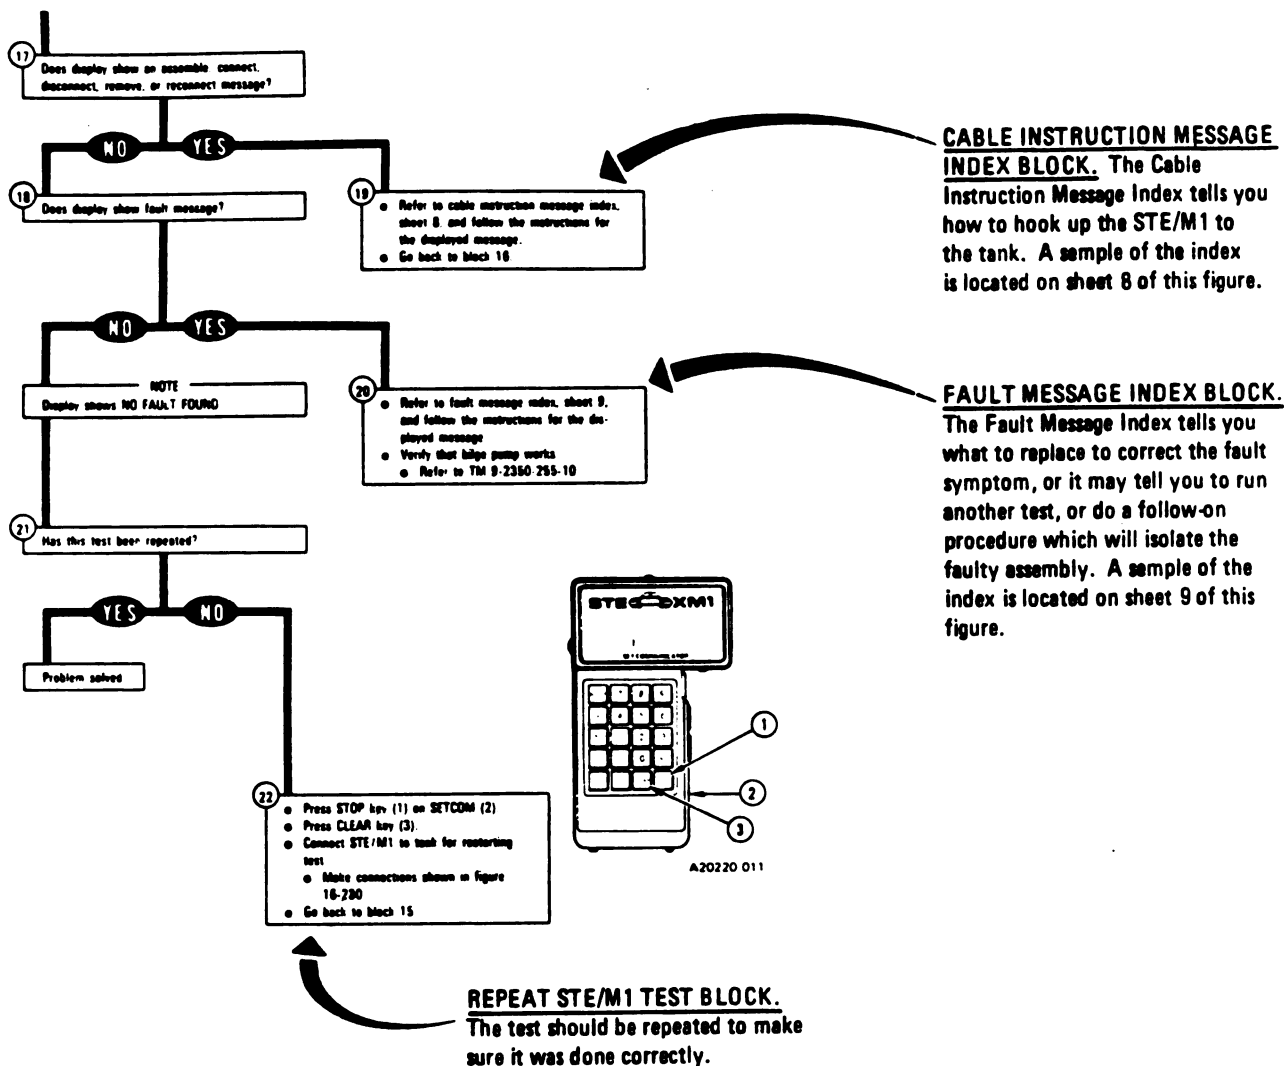 17
Does display show an assemble, connect,
disconnect, remove, or reconnect message?
NO
YES
18
Does display show fault message?
19
● Refer to cable instruction message index,
sheet 8, and follow the instructions for
the displayed message.
● Go back to block 16
CABLE INSTRUCTION MESSAGE
INDEX BLOCK. The Cable
Instruction Message Index tells you
how to hook up the STE/M1 to
the tank. A sample of the index
is located on sheet 8 of this figure.
NO
YES
NOTE
Display shows NO FAULT FOUND
20
● Refer to fault message index, sheet 9,
and follow the instructions for the dis-
played message
● Verify that bilge pump works
● Refer to TM 9-2350-255-10
FAULT MESSAGE INDEX BLOCK.
The Fault Message Index tells you
what to replace to correct the fault
symptom, or it may tell you to run
another test, or do a follow-on
procedure which will isolate the
faulty assembly. A sample of the
index is located on sheet 9 of this
figure.
21
Has this test been repeated?
YES
NO
Problem solved
STE XM1
1
2
3
A20220 011
22
● Press STOP key (1) on SETCOM (2)
● Press CLEAR key (3).
● Connect STE/M1 to tank for restarting
test
● Make connections shown in figure
16-230
● Go back to block 15
REPEAT STE/M1 TEST BLOCK.
The test should be repeated to make
sure it was done correctly.